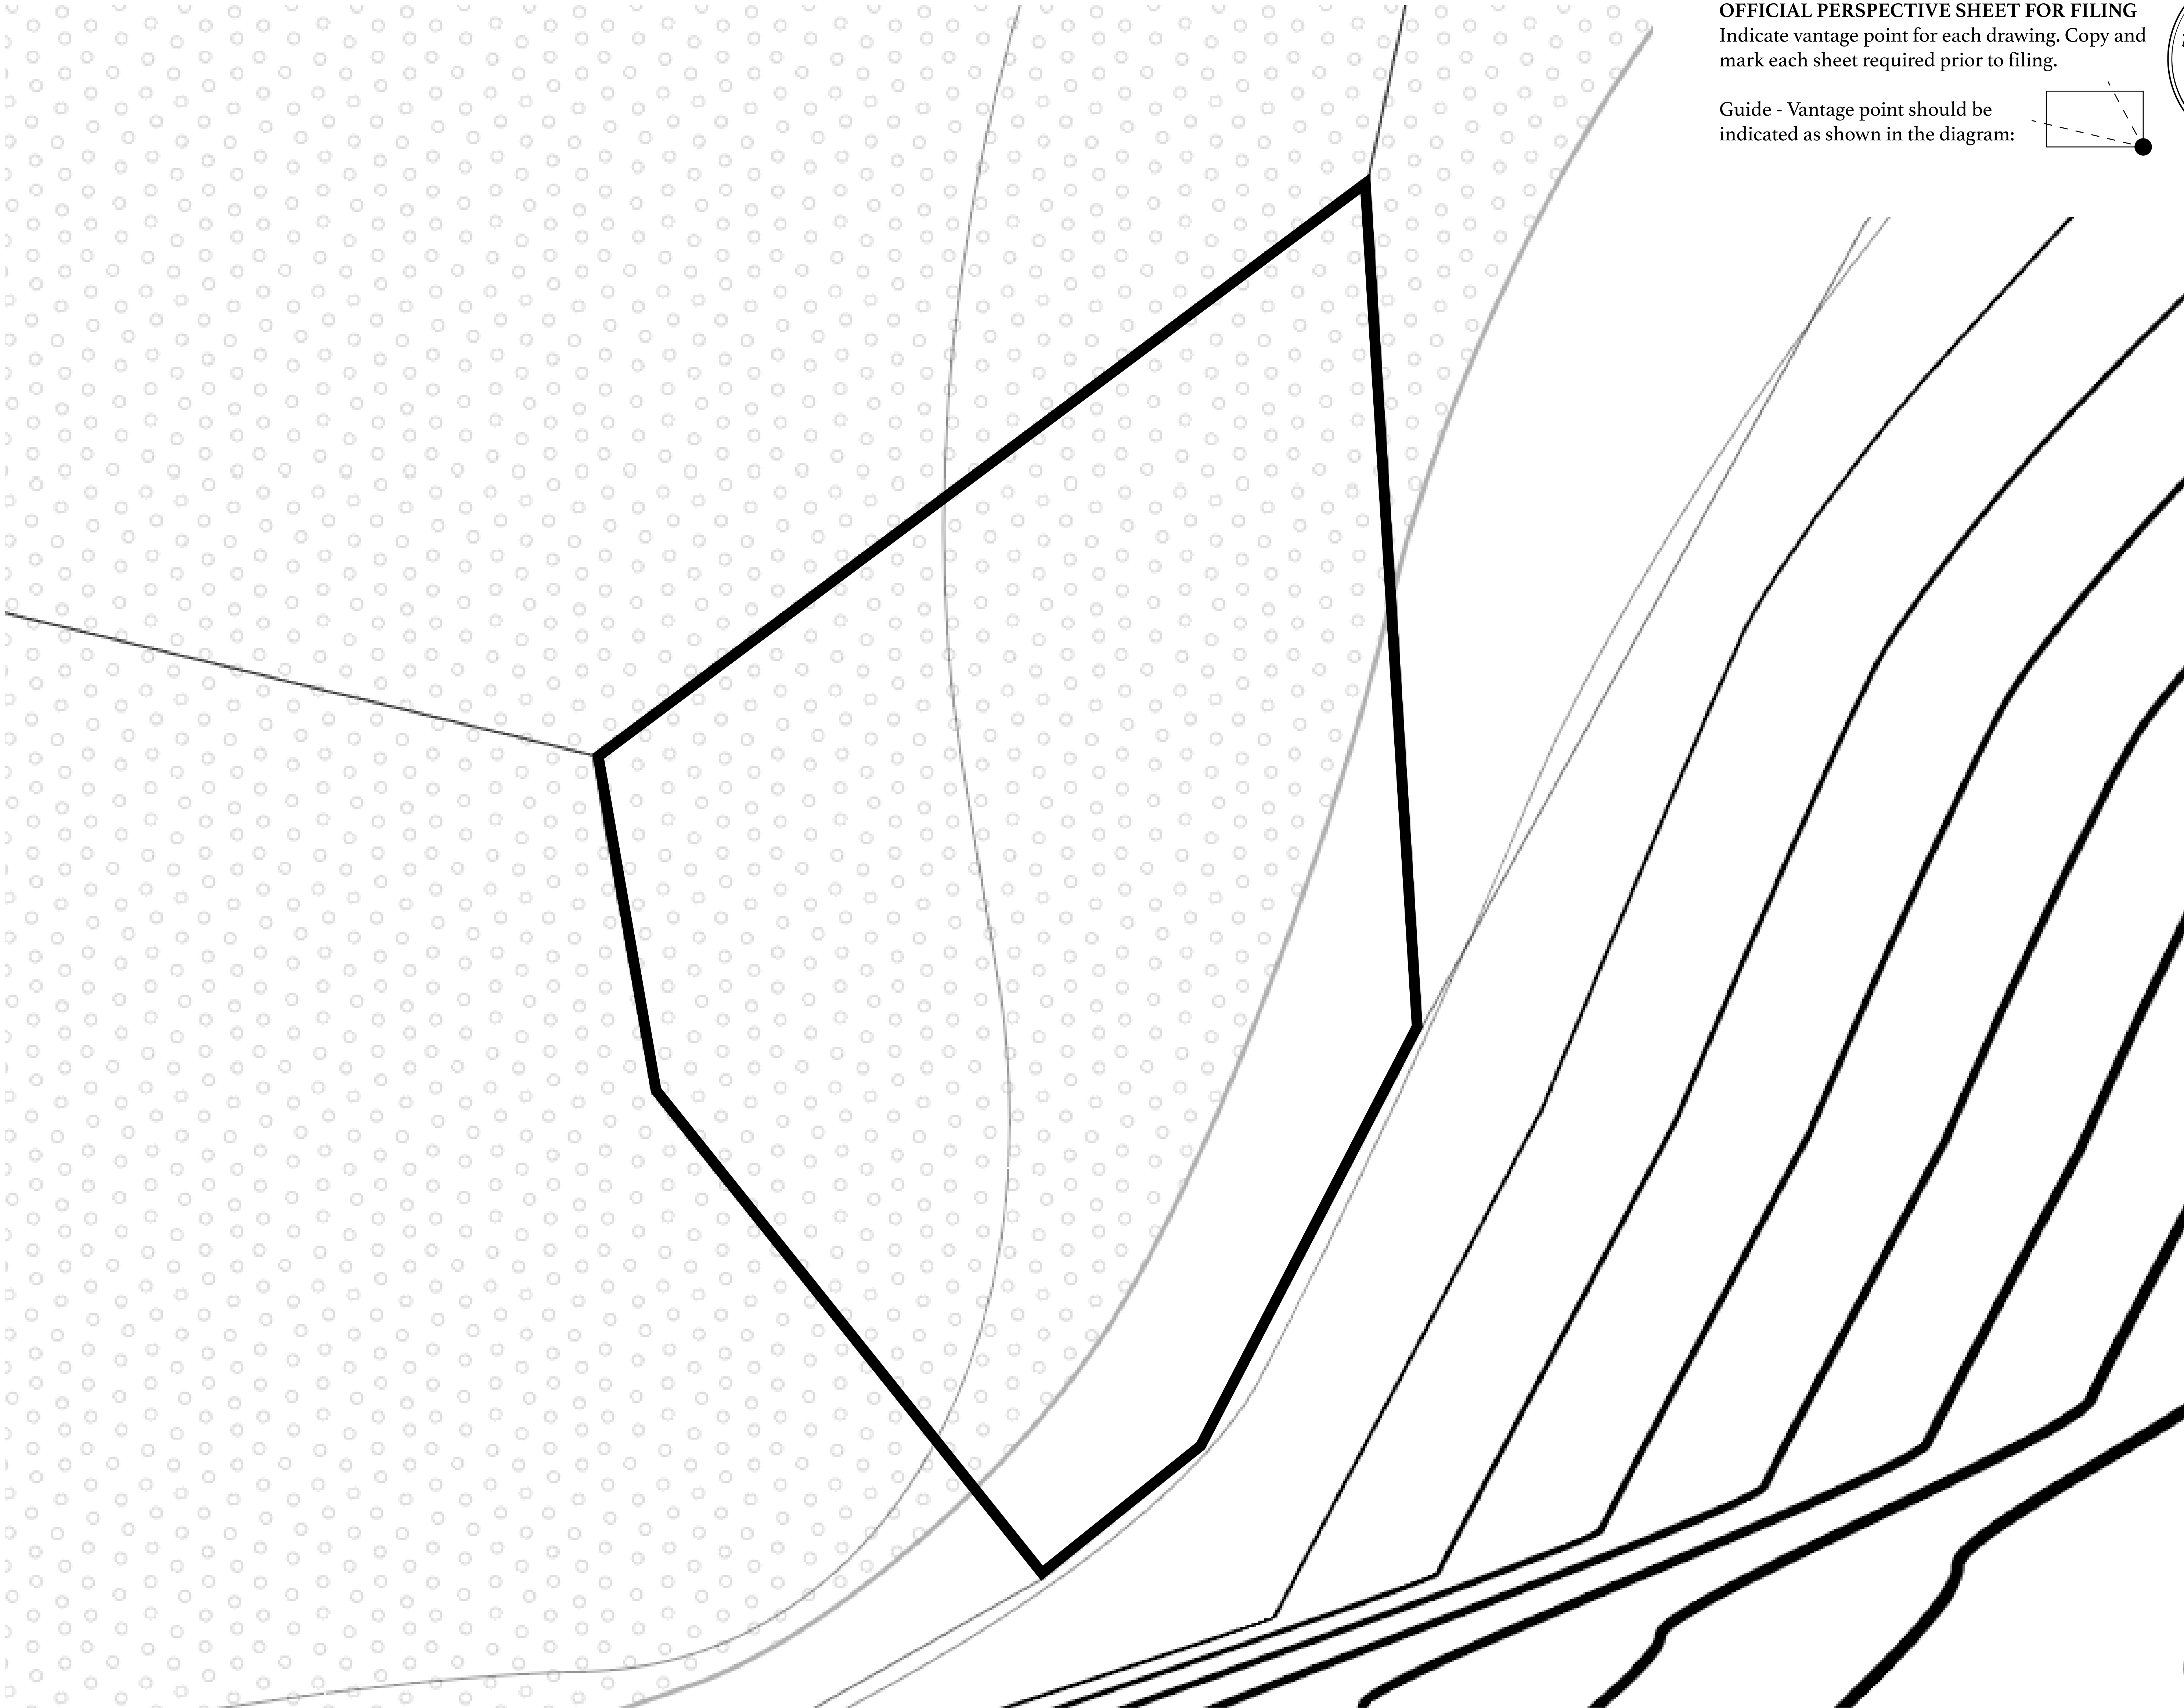 OFFICIAL PERSPECTIVE SHEET FOR FILING
Indicate vantage point for each drawing. Copy and
mark each sheet required prior to filing.
Guide - Vantage point should be
indicated as shown in the diagram: